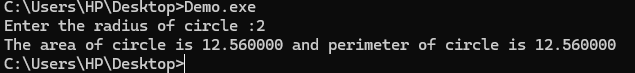 C:\Users\HP\Desktop>Demo.exe
Enter the radius of circle :2
The area of circle is 12.560000 and perimeter of circle is 12.560000
C:\Users\HP\Desktop>